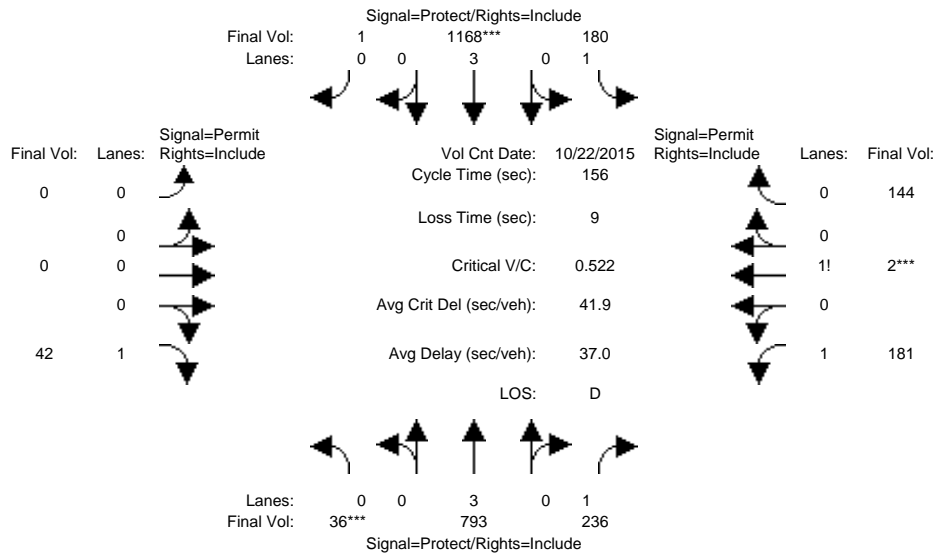 Signal=Protect/Rights=Include
Final Vol: 1 1168*** 180
Lanes: 0 0 3 0 1
Signal=Permit Signal=Permit
Final Vol: Lanes: Rights=Include Vol Cnt Date: 10/22/2015 Rights=Include Lanes: Final Vol:
Cycle Time (sec): 156
0 0 0 144
Loss Time (sec): 9
0 0
0 0 Critical V/C: 0.522 1! 2***
0 Avg Crit Del (sec/veh): 41.9 0
42 1 Avg Delay (sec/veh): 37.0 1 181
LOS: D
Lanes: 0 0 3 0 1
Final Vol: 36*** 793 236
Signal=Protect/Rights=Include